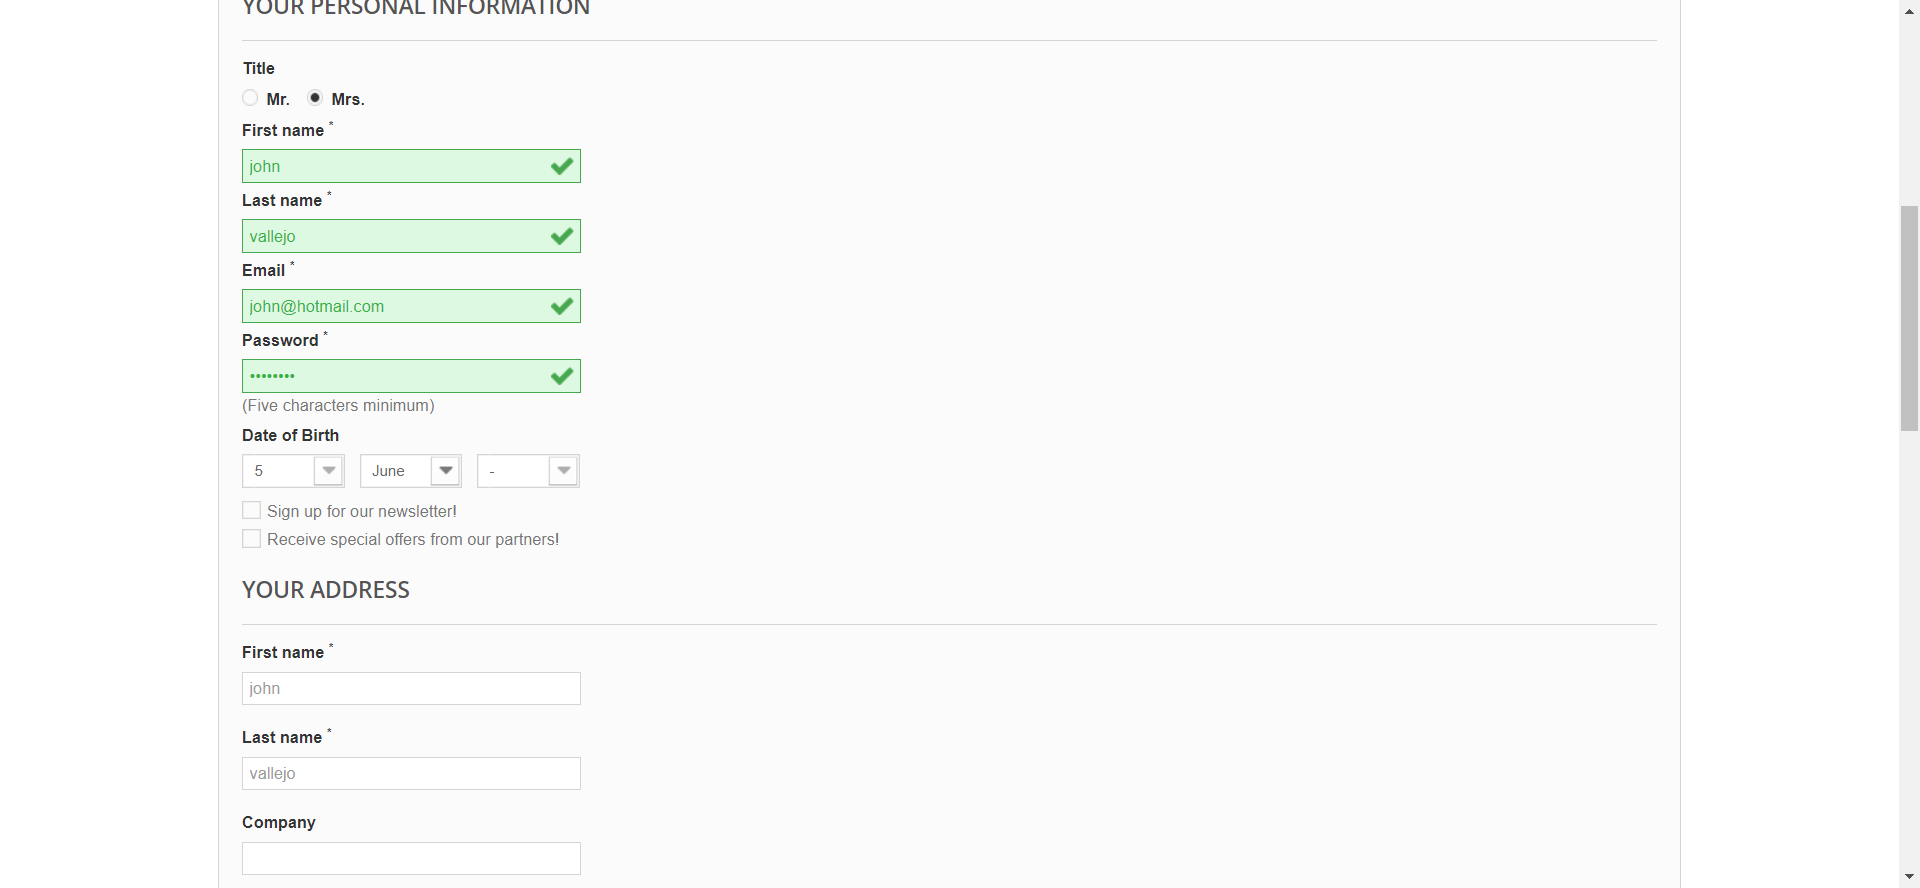 YOUR PERSONAL INFORMATION
Title
Mr. Mrs.
First name *
john
Last name *
vallejo
Email *
john@hotmail.com
Password *
••••••••
(Five characters minimum)
Date of Birth
5 June -
Sign up for our newsletter!
Receive special offers from our partners!
YOUR ADDRESS
First name *
john
Last name *
vallejo
Company